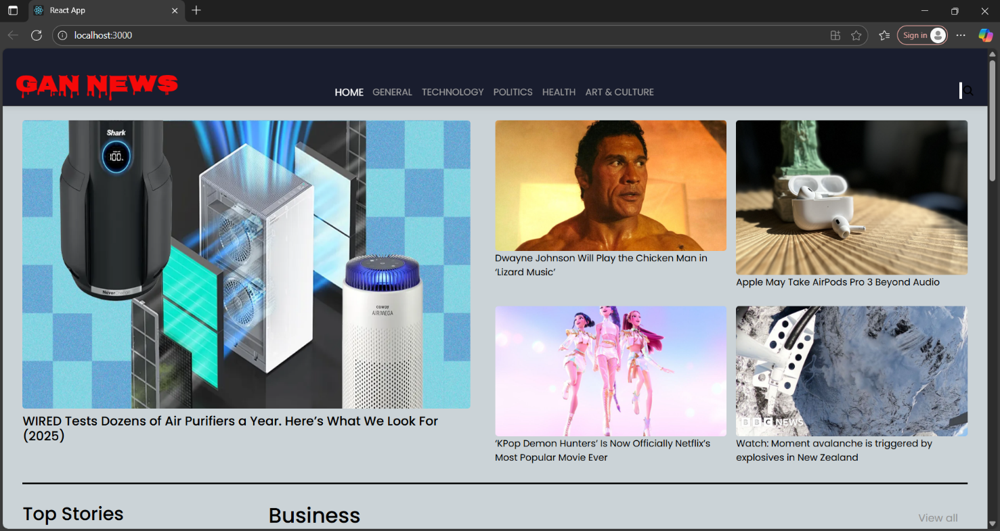 React App
localhost:3000
Sign in
GAN NEWS
HOME GENERAL TECHNOLOGY POLITICS HEALTH ART & CULTURE
Shark
100
coway
AIRMEGA
WIRED Tests Dozens of Air Purifiers a Year. Here’s What We Look For
(2025)
Dwayne Johnson Will Play the Chicken Man in
‘Lizard Music’
Apple May Take AirPods Pro 3 Beyond Audio
‘KPop Demon Hunters’ Is Now Officially Netflix’s
Most Popular Movie Ever
BBC NEWS
Watch: Moment avalanche is triggered by
explosives in New Zealand
Top Stories
Business
View all